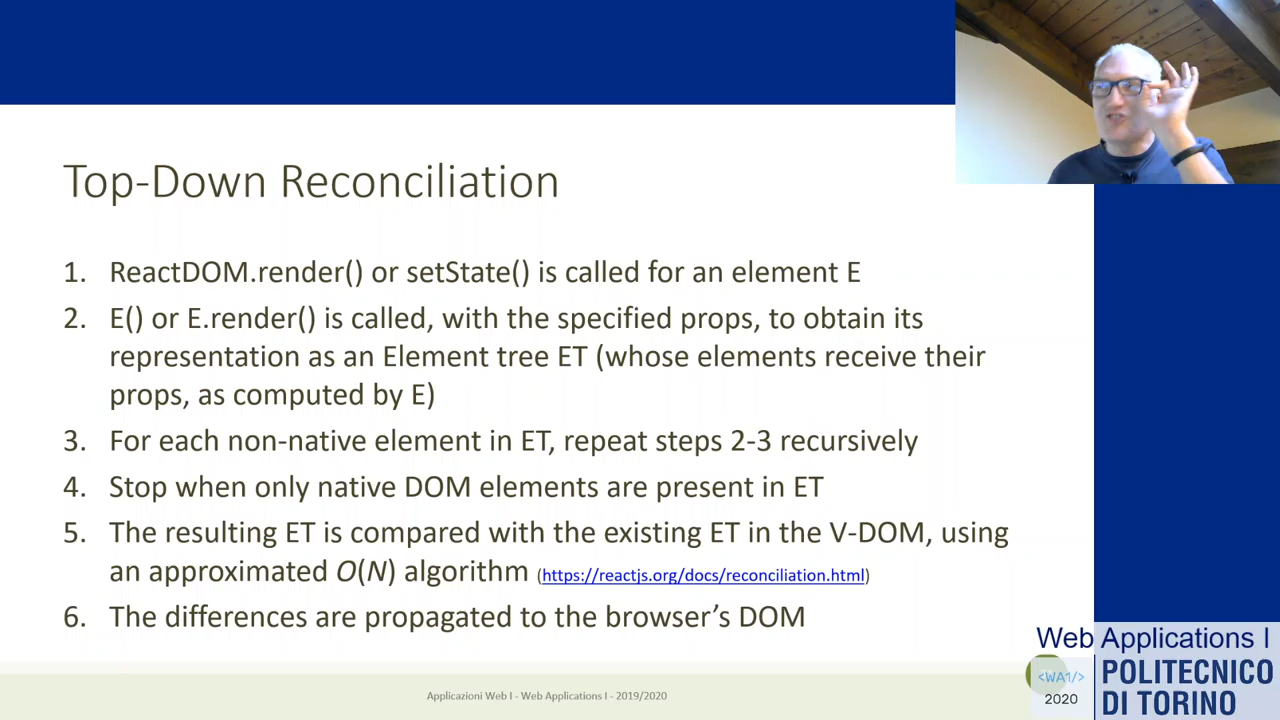 Top-Down Reconciliation
1. ReactDOM.render() or setState() is called for an element E
2. E() or E.render() is called, with the specified props, to obtain its
representation as an Element tree ET (whose elements receive their
props, as computed by E)
3. For each non-native element in ET, repeat steps 2-3 recursively
4. Stop when only native DOM elements are present in ET
5. The resulting ET is compared with the existing ET in the V-DOM, using
an approximated O(N) algorithm (https://reactjs.org/docs/reconciliation.html)
6. The differences are propagated to the browser’s DOM
Applicazioni Web I - Web Applications I - 2019/2020
Web Applications I
<WA1/>
2020
POLITECNICO
DI TORINO